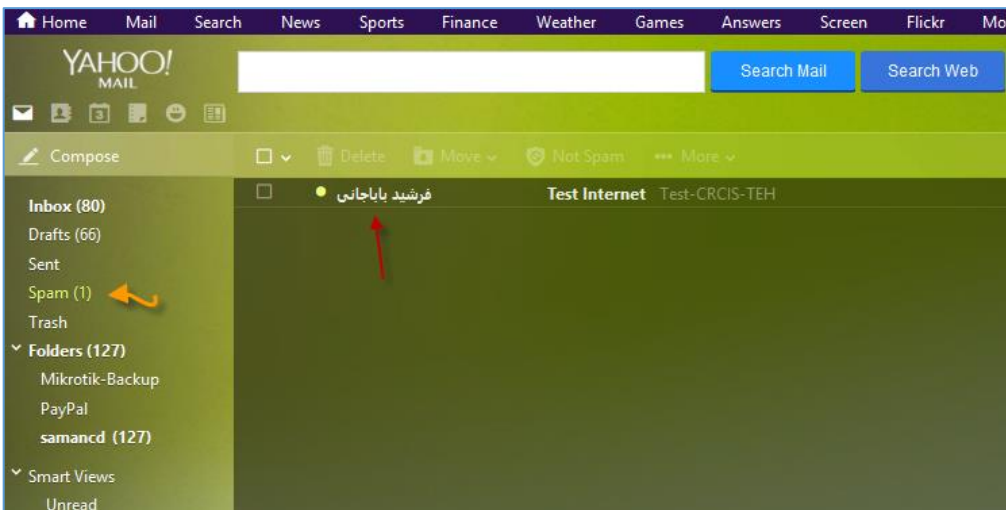 Home Mail Search News Sports Finance Weather Games Answers Screen Flickr Mo
YAHOO!
MAIL
Search Mail Search Web
3
Compose
Delete Move Not Spam More
فرشید باباجانی Test Internet Test-CRCIS-TEH
Inbox (80)
Drafts (66)
Sent
Spam (1)
Trash
Folders (127)
Mikrotik-Backup
PayPal
samancd (127)
Smart Views
Unread